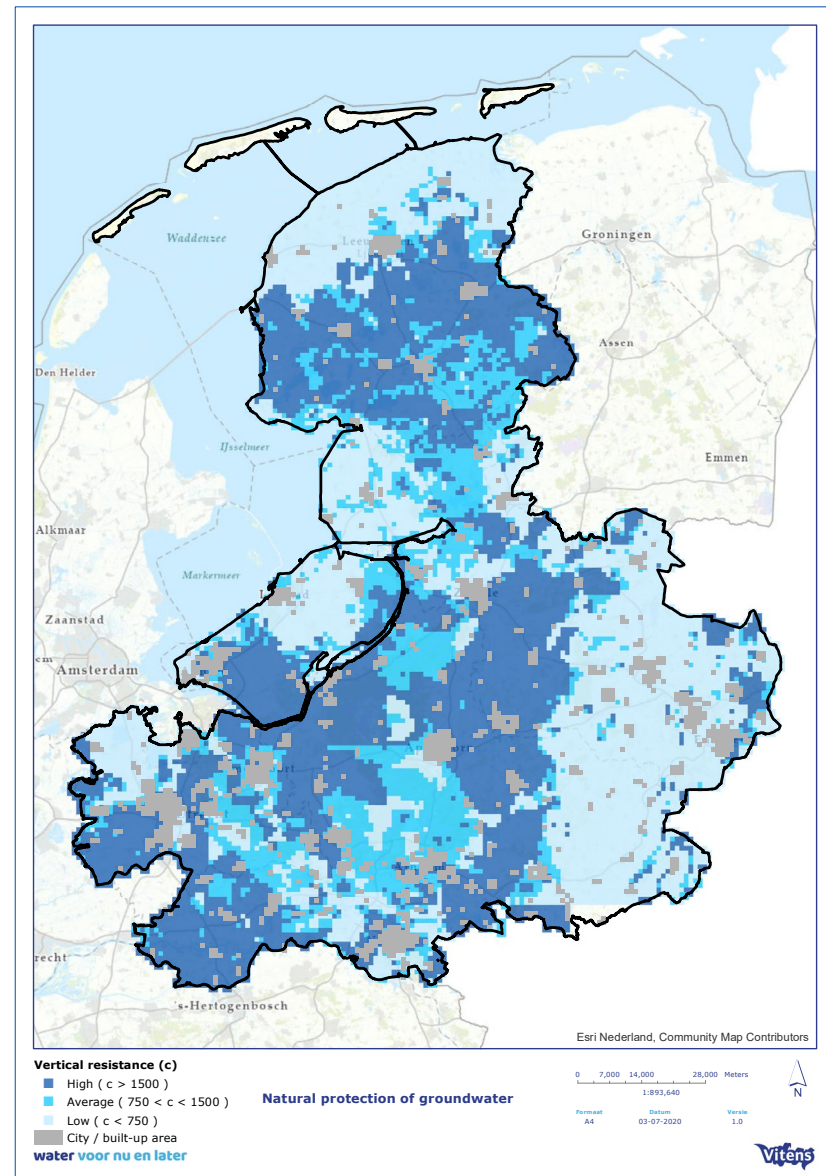 Waddenzee
Groningen
Assen
Den Helder
IJsselmeer
Emmen
Alkmaar
Markermeer
Zaanstad
Amsterdam
's-Hertogenbosch
Esri Nederland, Community Map Contributors
Vertical resistance (c)
High ( c > 1500 )
Average ( 750 < c < 1500 )
Low ( c < 750 )
City / built-up area
water voor nu en later
Natural protection of groundwater
0 7,000 14,000 28,000 Meters
1:893,640
N
Formaat Datum Versie
A4 03-07-2020 1.0
Vitens